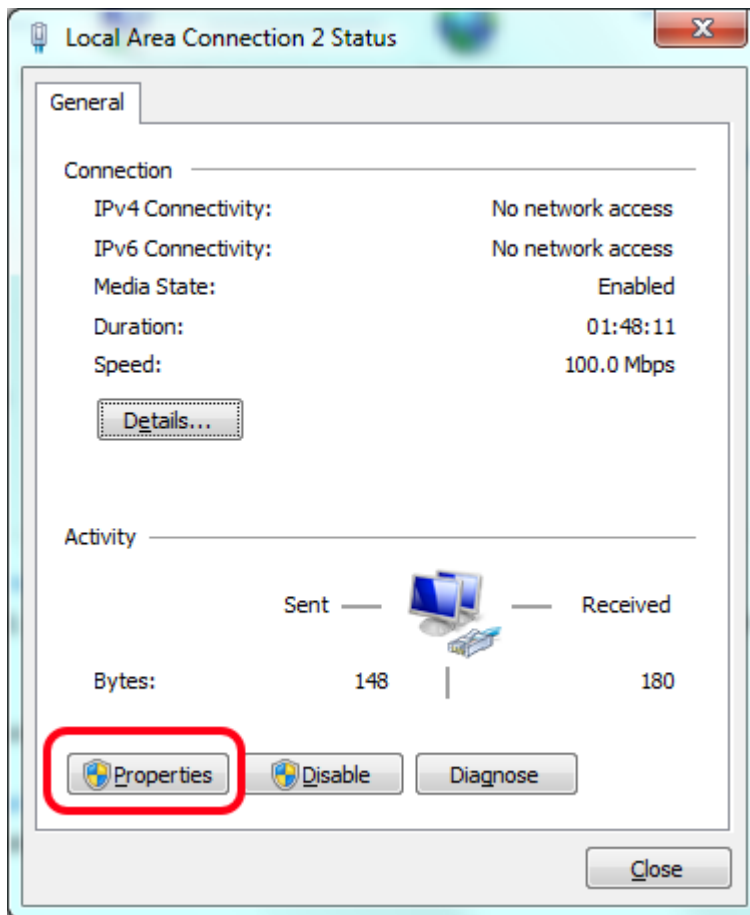 Local Area Connection 2 Status
General
Connection
IPv4 Connectivity: No network access
IPv6 Connectivity: No network access
Media State: Enabled
Duration: 01:48:11
Speed: 100.0 Mbps
Details...
Activity
Sent Received
Bytes: 148 180
Properties Disable Diagnose
Close